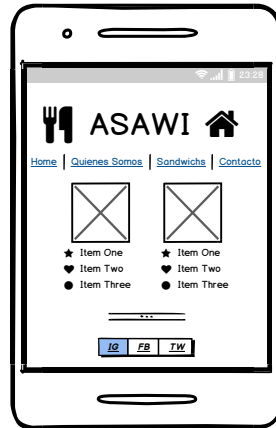 23:28
ASAWI
Home | Quienes Somos | Sandwichs | Contacto
Item One Item One
Item Two Item Two
Item Three Item Three
IG FB TW